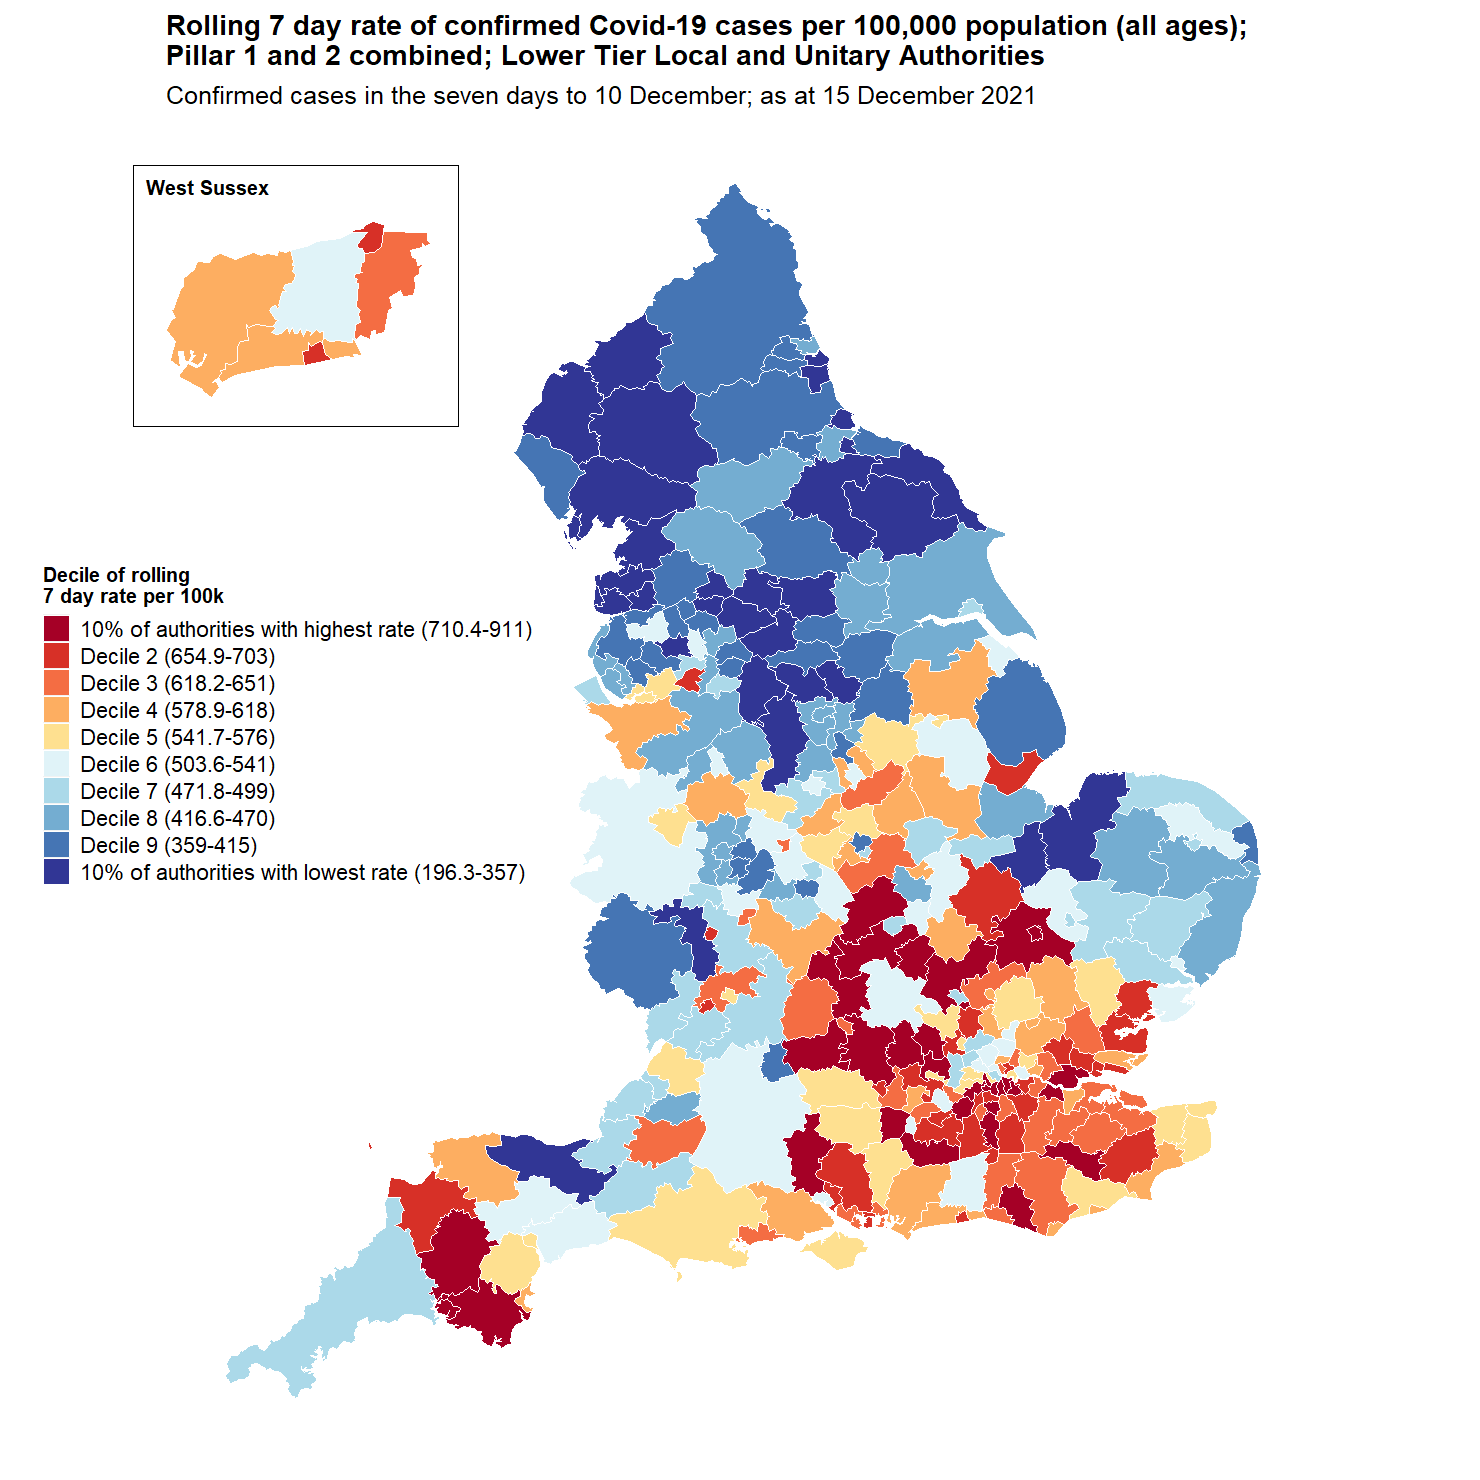 Rolling 7 day rate of confirmed Covid-19 cases per 100,000 population (all ages);
Pillar 1 and 2 combined; Lower Tier Local and Unitary Authorities
Confirmed cases in the seven days to 10 December; as at 15 December 2021
West Sussex
Decile of rolling
7 day rate per 100k
10% of authorities with highest rate (710.4-911)
Decile 2 (654.9-703)
Decile 3 (618.2-651)
Decile 4 (578.9-618)
Decile 5 (541.7-576)
Decile 6 (503.6-541)
Decile 7 (471.8-499)
Decile 8 (416.6-470)
Decile 9 (359-415)
10% of authorities with lowest rate (196.3-357)